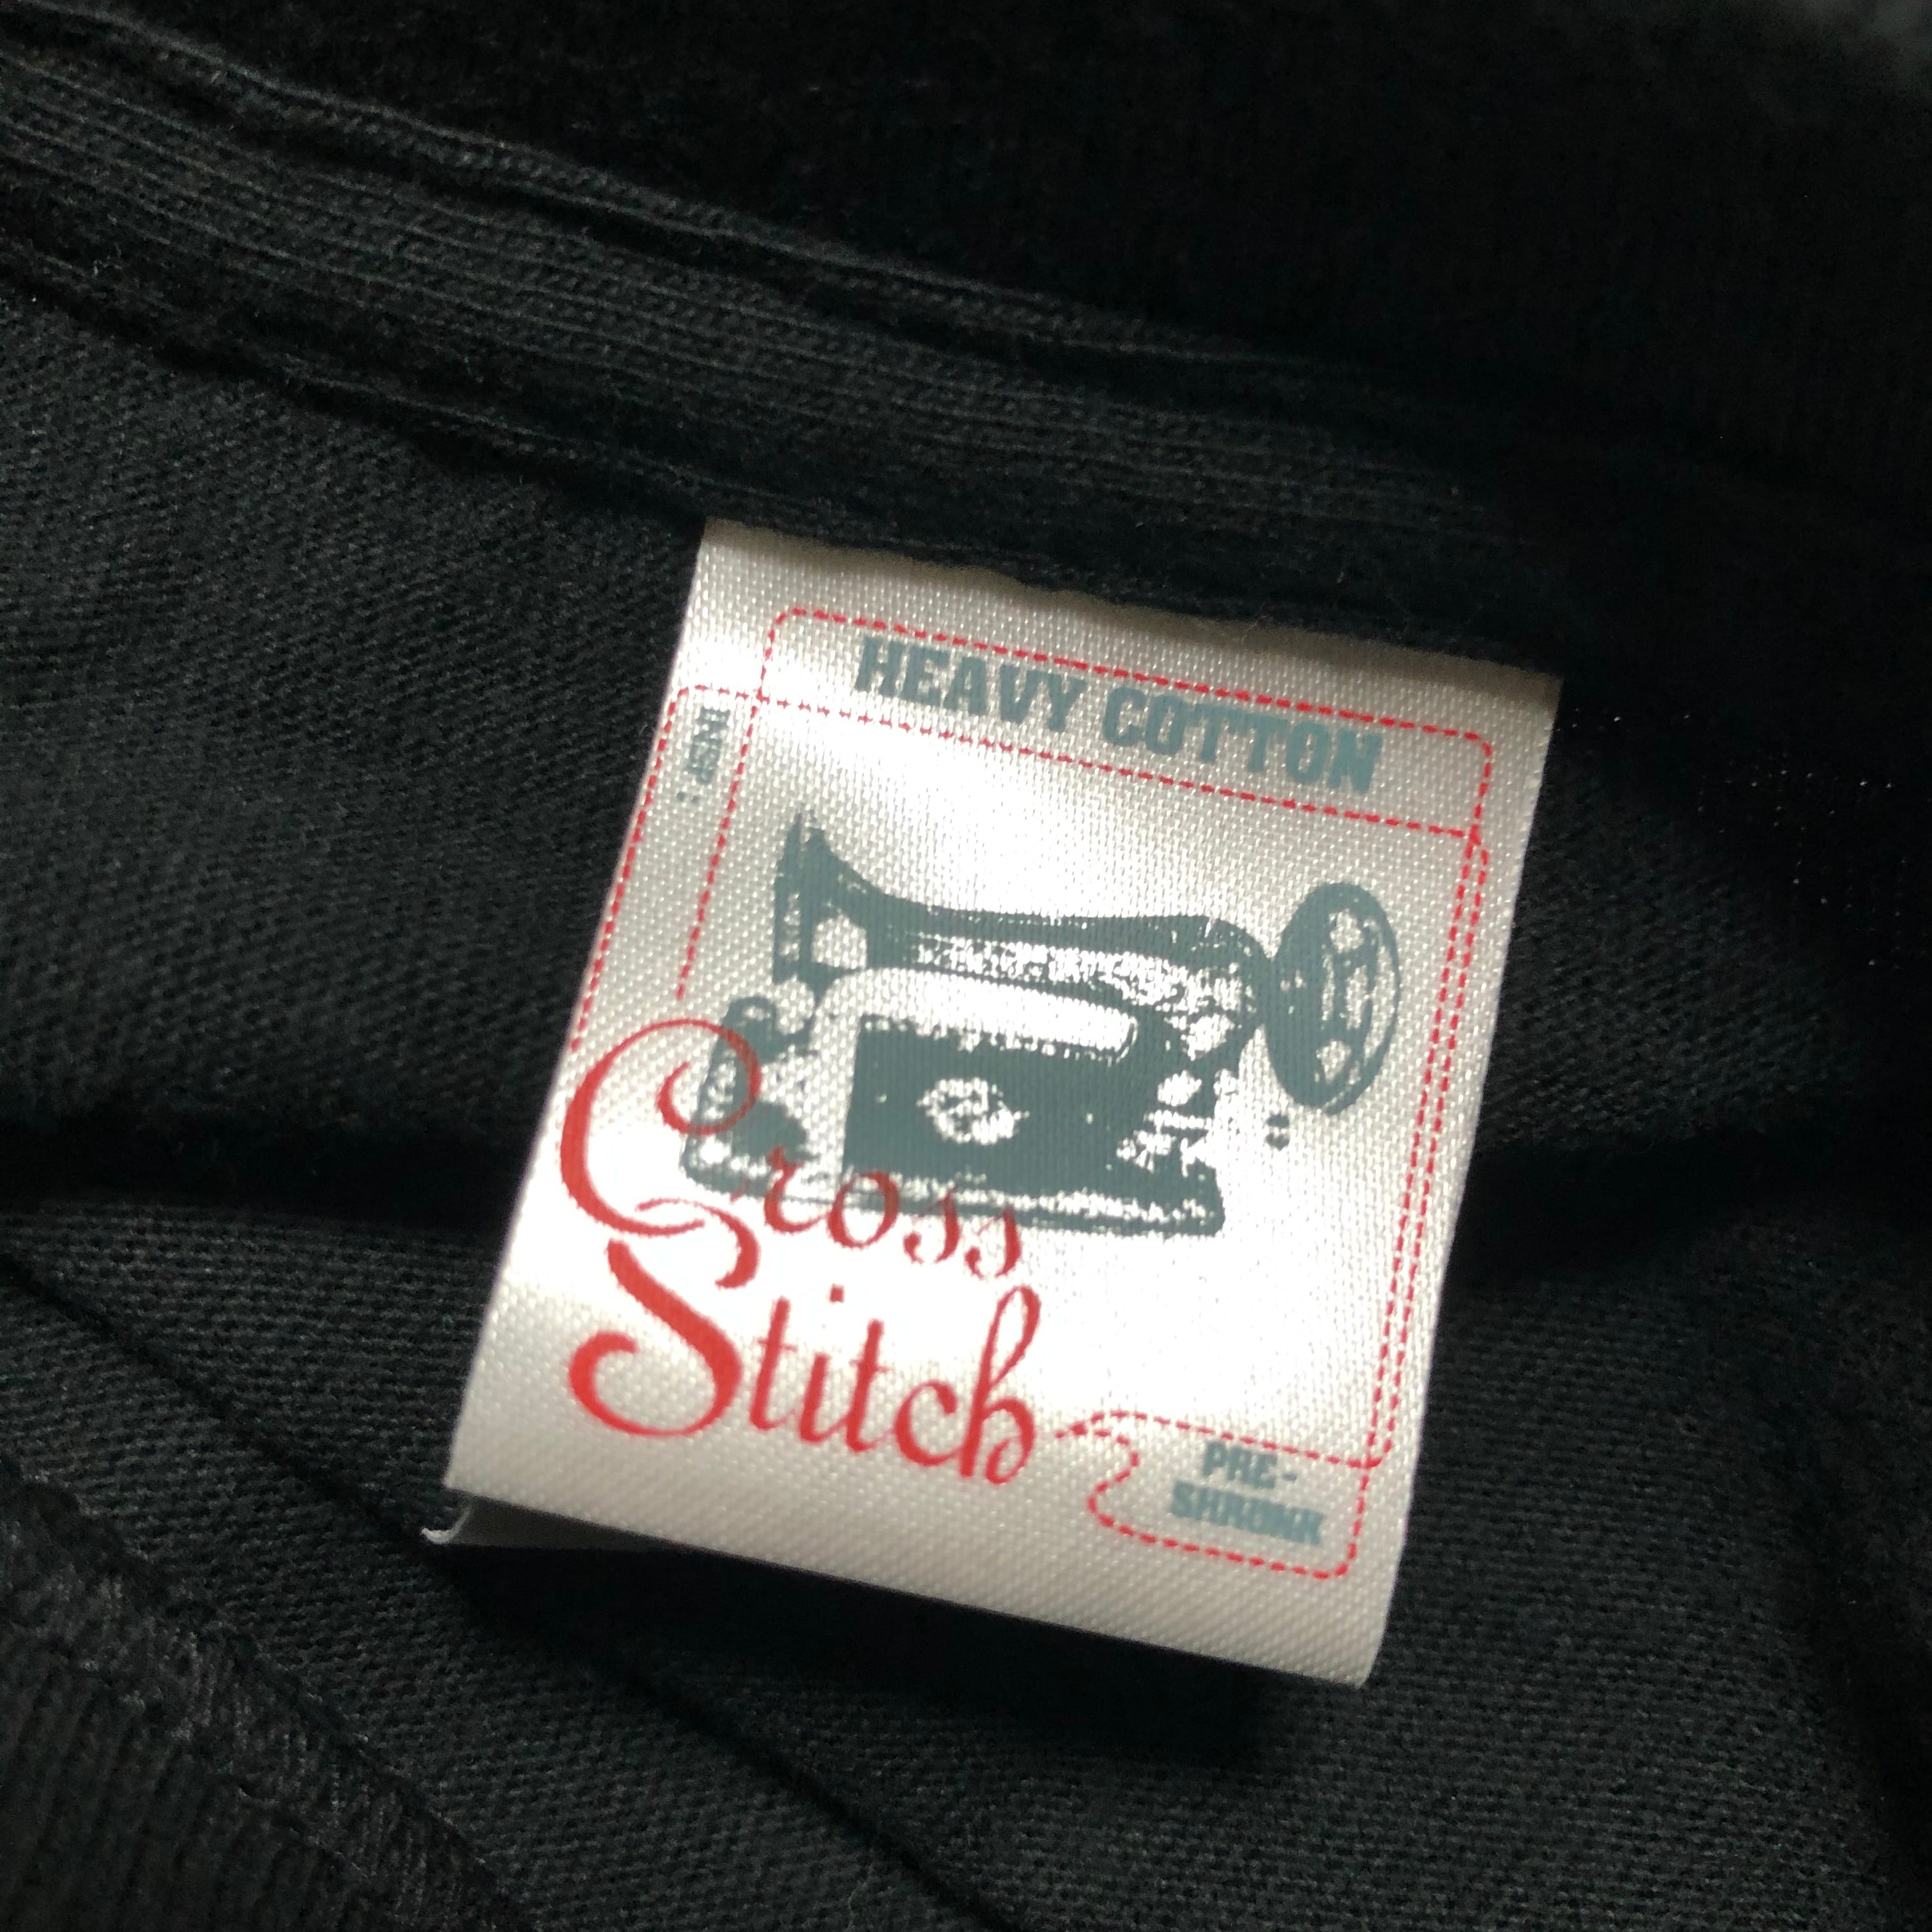 HEAVY COTTON
Cross
Stitch
PRE-
SHRUNK